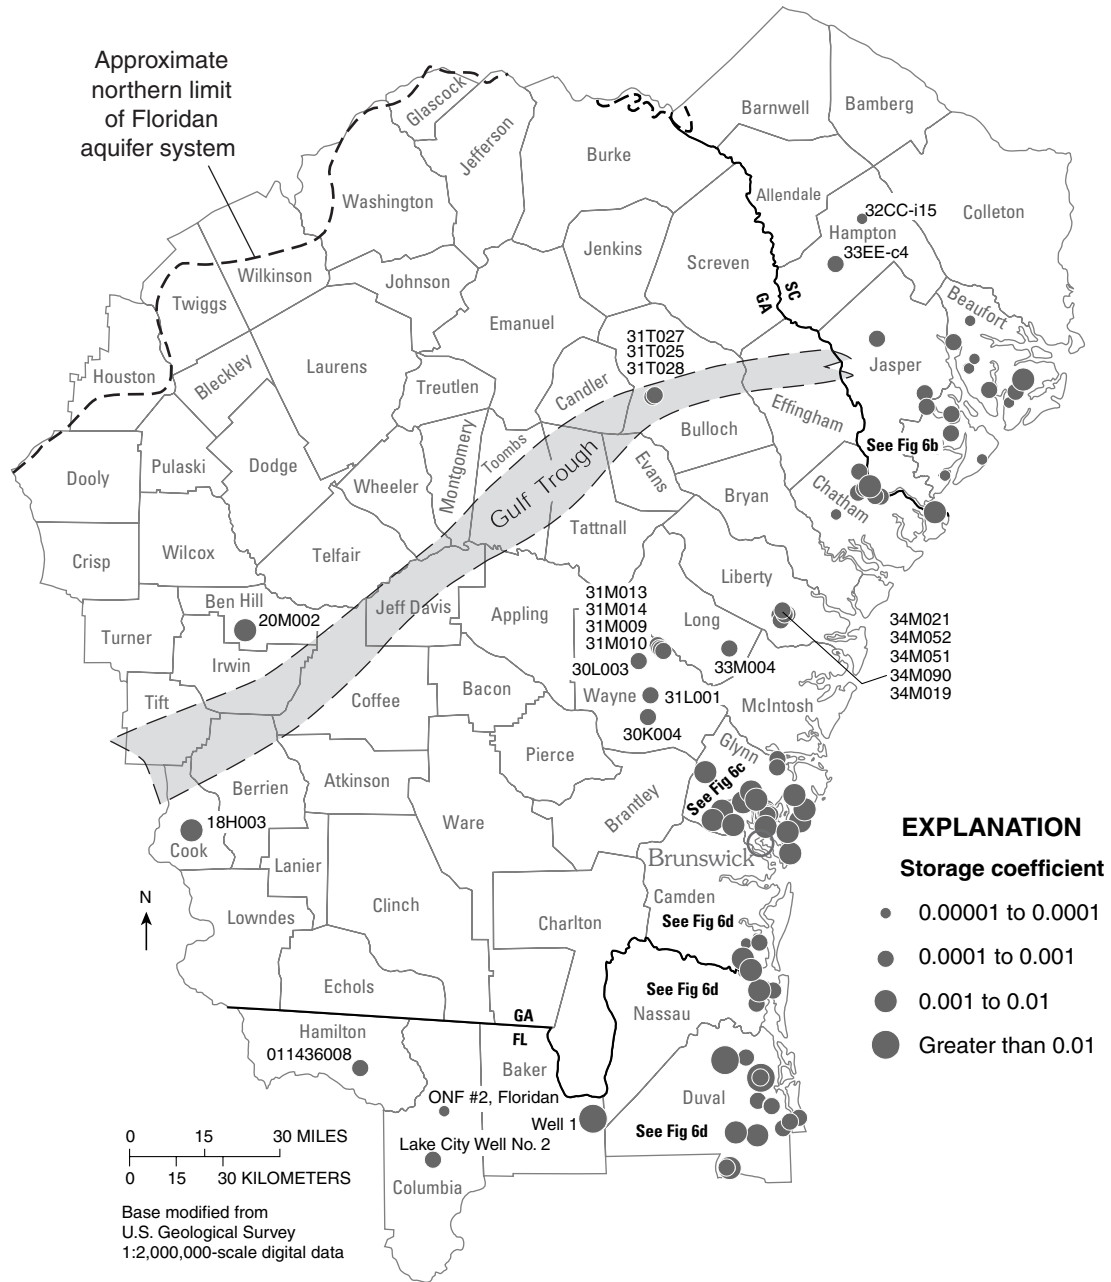 Approximate
northern limit
of Floridan
aquifer system
Glascock
Jefferson
Burke
Barnwell
Bamberg
Washington
Allendale
Colleton
32CC-i15
Hampton
33EE-c4
Jenkins
Screven
Wilkinson
Johnson
Twiggs
SC
GA
Emanuel
Beaufort
31T027
31T025
31T028
Houston
Bleckley
Laurens
Treutlen
Candler
Jasper
Effingham
Bulloch
See Fig 6b
Dooly
Pulaski
Dodge
Wheeler
Montgomery
Toombs
Gulf Trough
Evans
Bryan
Chatham
Tattnall
Crisp
Wilcox
Telfair
Liberty
Ben Hill
20M002
Jeff Davis
Appling
31M013
31M014
31M009
31M010
Long
34M021
34M052
34M051
34M090
34M019
Turner
Irwin
30L003
33M004
Tift
Coffee
Bacon
Wayne
31L001
McIntosh
30K004
Pierce
Glynn
See Fig 6c
Berrien
Atkinson
Brantley
18H003
Cook
Ware
Lanier
Brunswick
EXPLANATION
Storage coefficient
0.00001 to 0.0001
0.0001 to 0.001
0.001 to 0.01
Greater than 0.01
N
Lowndes
Clinch
Charlton
Camden
See Fig 6d
Echols
See Fig 6d
Nassau
GA
FL
Hamilton
011436008
Baker
ONF #2, Floridan
Well 1
Duval
See Fig 6d
Lake City Well No. 2
Columbia
0 15 30 MILES
0 15 30 KILOMETERS
Base modified from
U.S. Geological Survey
1:2,000,000-scale digital data